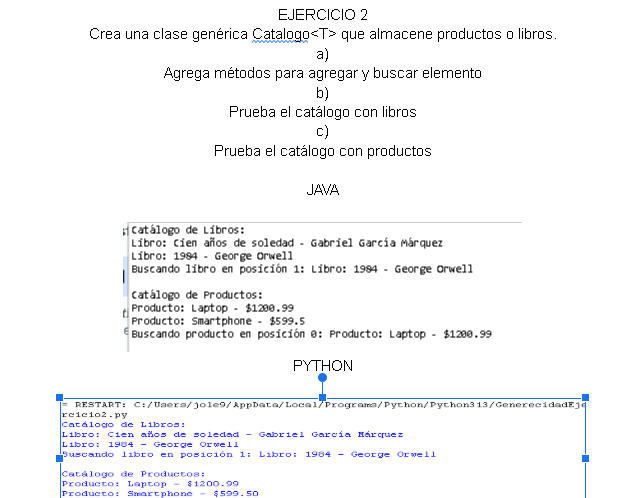 EJERCICIO 2
Crea una clase genérica Catalogo<T> que almacene productos o libros.
a)
Agrega métodos para agregar y buscar elemento
b)
Prueba el catálogo con libros
c)
Prueba el catálogo con productos
JAVA
Catálogo de Libros:
Libro: Cien años de soledad - Gabriel García Márquez
Libro: 1984 - George Orwell
Buscando libro en posición 1: Libro: 1984 - George Orwell
Catálogo de Productos:
Producto: Laptop - $1200.99
Producto: Smartphone - $599.5
Buscando producto en posición 0: Producto: Laptop - $1200.99
PYTHON
= RESTART: C:/Users/jole9/AppData/Local/Programs/Python/Python313/GenerecidadEje
rcicio2.py
Catálogo de Libros:
Libro: Cien años de soledad - Gabriel García Márquez
Libro: 1984 - George Orwell
Buscando libro en posición 1: Libro: 1984 - George Orwell
Catálogo de Productos:
Producto: Laptop - $1200.99
Producto: Smartphone - $599.50